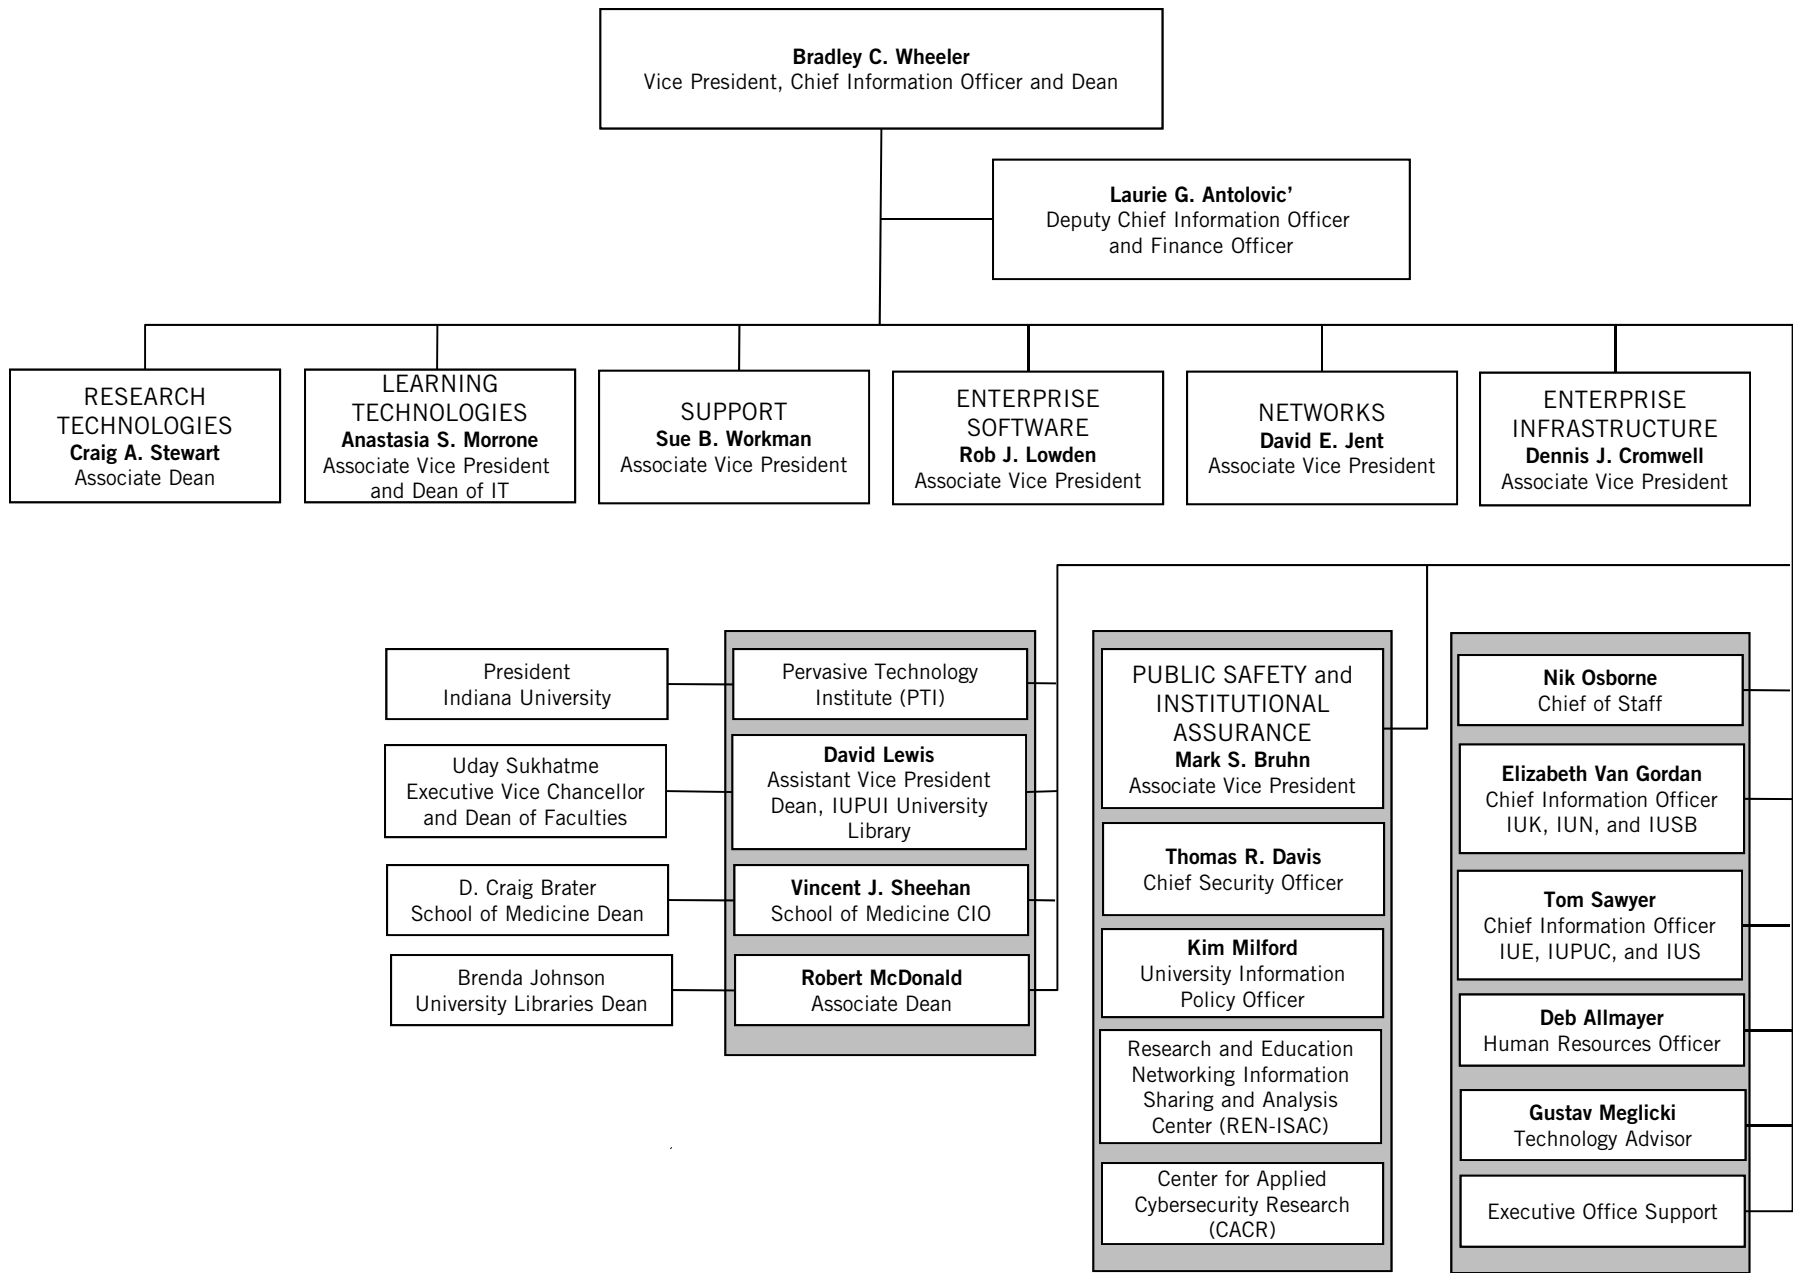 Bradley C. Wheeler
Vice President, Chief Information Officer and Dean
Laurie G. Antolovic’
Deputy Chief Information Officer
and Finance Officer
RESEARCH
TECHNOLOGIES
Craig A. Stewart
Associate Dean
LEARNING
TECHNOLOGIES
Anastasia S. Morrone
Associate Vice President
and Dean of IT
SUPPORT
Sue B. Workman
Associate Vice President
ENTERPRISE
SOFTWARE
Rob J. Lowden
Associate Vice President
NETWORKS
David E. Jent
Associate Vice President
ENTERPRISE
INFRASTRUCTURE
Dennis J. Cromwell
Associate Vice President
President
Indiana University
Uday Sukhatme
Executive Vice Chancellor
and Dean of Faculties
D. Craig Brater
School of Medicine Dean
Brenda Johnson
University Libraries Dean
Pervasive Technology
Institute (PTI)
David Lewis
Assistant Vice President
Dean, IUPUI University
Library
Vincent J. Sheehan
School of Medicine CIO
Robert McDonald
Associate Dean
PUBLIC SAFETY and
INSTITUTIONAL
ASSURANCE
Mark S. Bruhn
Associate Vice President
Thomas R. Davis
Chief Security Officer
Kim Milford
University Information
Policy Officer
Research and Education
Networking Information
Sharing and Analysis
Center (REN-ISAC)
Center for Applied
Cybersecurity Research
(CACR)
Nik Osborne
Chief of Staff
Elizabeth Van Gordan
Chief Information Officer
IUK, IUN, and IUSB
Tom Sawyer
Chief Information Officer
IUE, IUPUC, and IUS
Deb Allmayer
Human Resources Officer
Gustav Meglicki
Technology Advisor
Executive Office Support